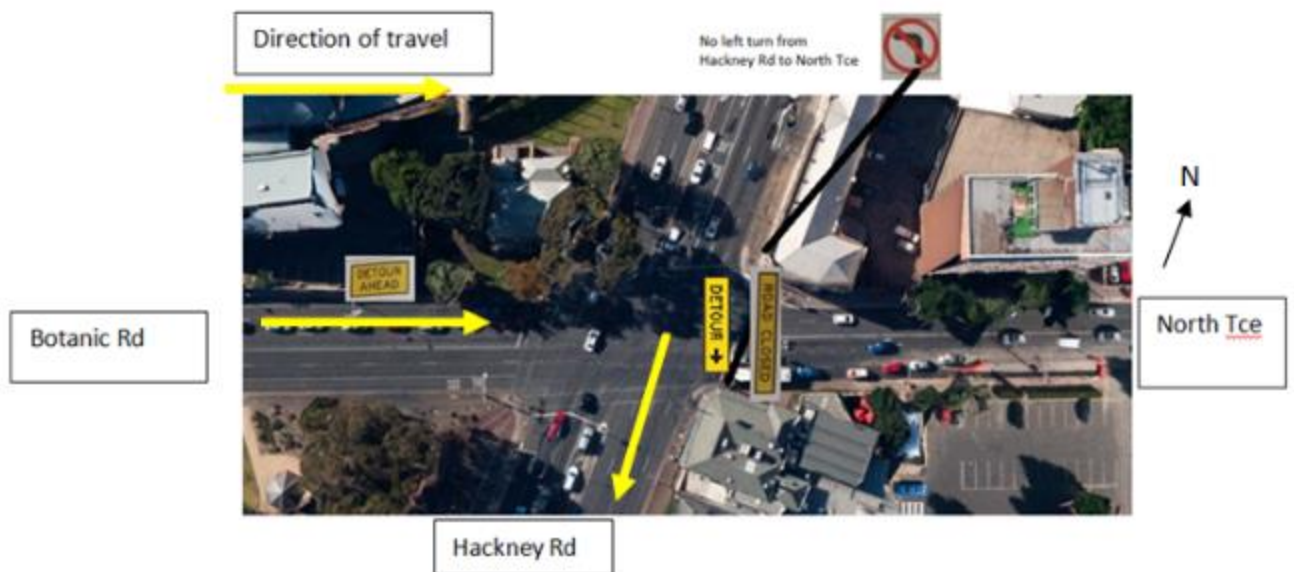 Direction of travel
No left turn from
Hackney Rd to North Tce
N
DETOUR
AHEAD
Botanic Rd
DETOUR
ROAD CLOSED
North Tce
Hackney Rd